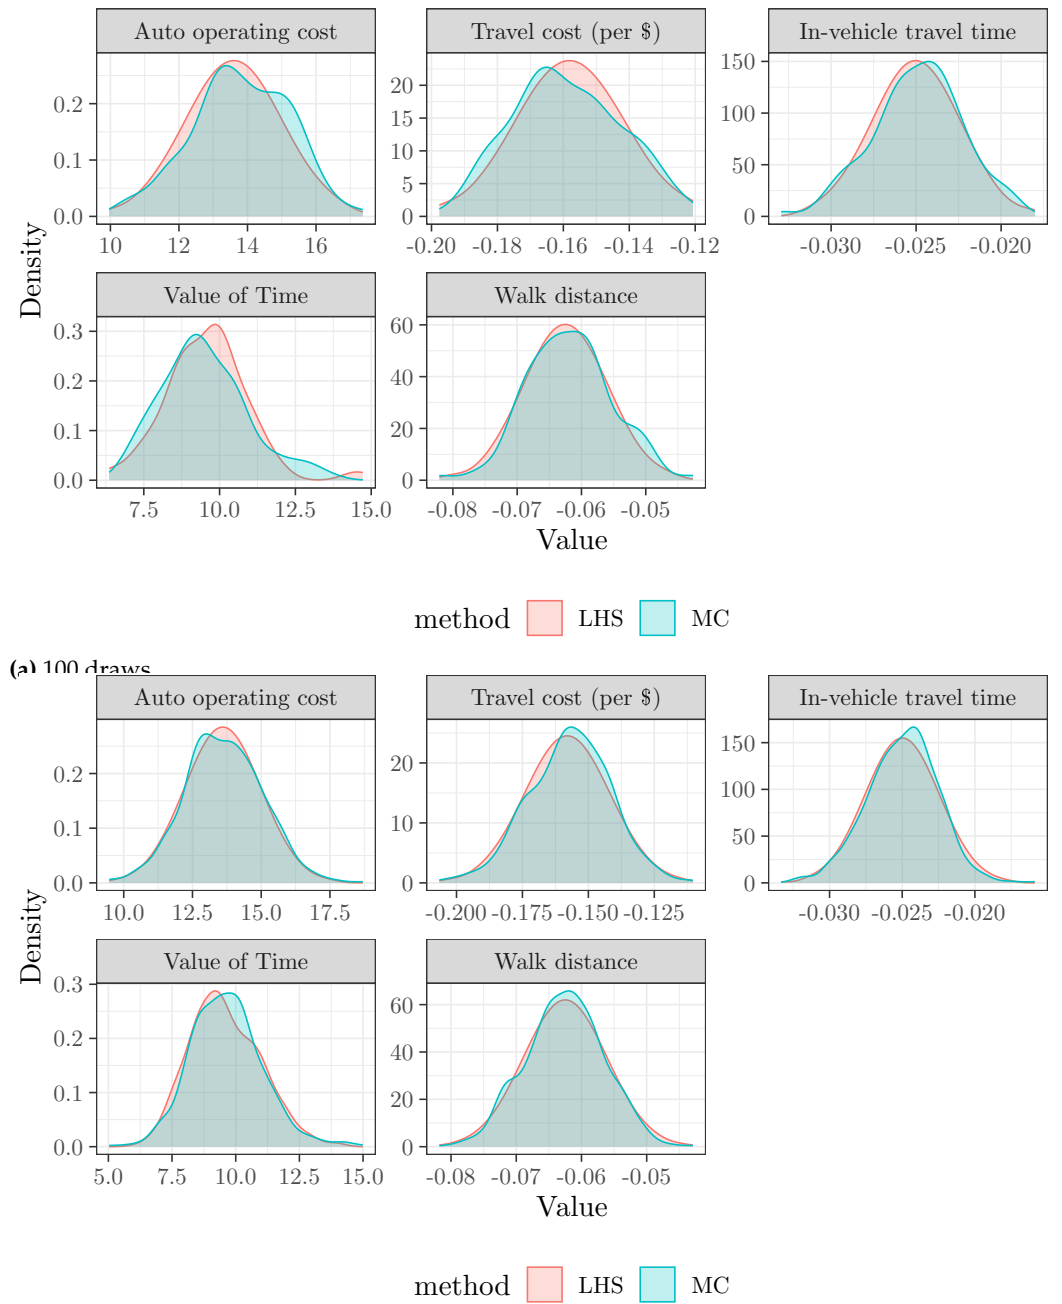 Auto operating cost Travel cost (per $) In-vehicle travel time
0.2 0.1 0.0
20 15 10 5 0
150 100 50 0
10 12 14 16
-0.20 -0.18 -0.16 -0.14 -0.12
-0.030 -0.025 -0.020
Density
Value of Time Walk distance
0.3 0.2 0.1 0.0
60 40 20 0
7.5 10.0 12.5 15.0
-0.08 -0.07 -0.06 -0.05
Value
method LHS MC
(a) 100 draws
Auto operating cost Travel cost (per $) In-vehicle travel time
0.2 0.1 0.0
20 10 0
150 100 50 0
10.0 12.5 15.0 17.5
-0.200 -0.175 -0.150 -0.125
-0.030 -0.025 -0.020
Density
Value of Time Walk distance
0.3 0.2 0.1 0.0
60 40 20 0
5.0 7.5 10.0 12.5 15.0
-0.08 -0.07 -0.06 -0.05
Value
method LHS MC